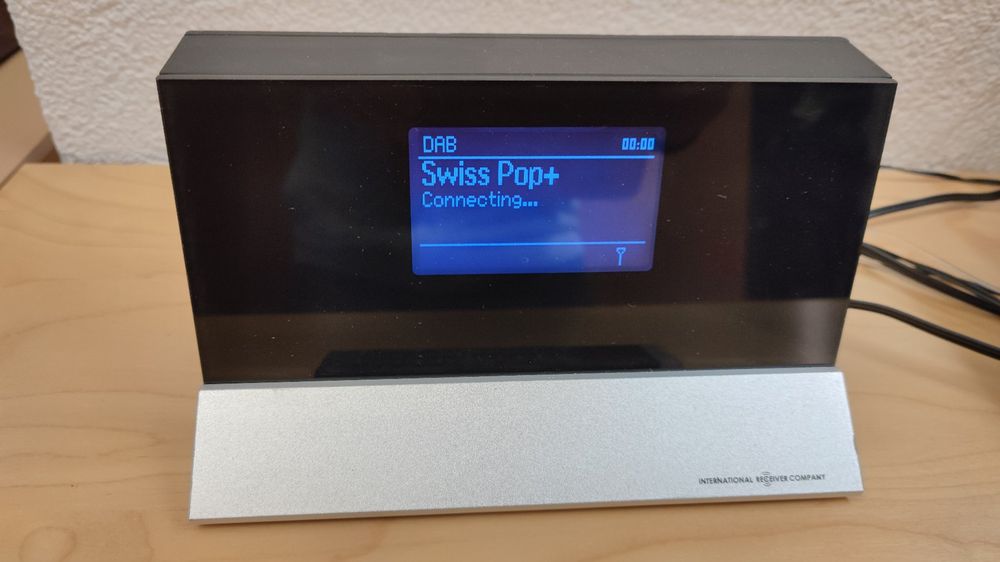 DAB 00:00
Swiss Pop+
Connecting...
INTERNATIONAL RECEIVER COMPANY